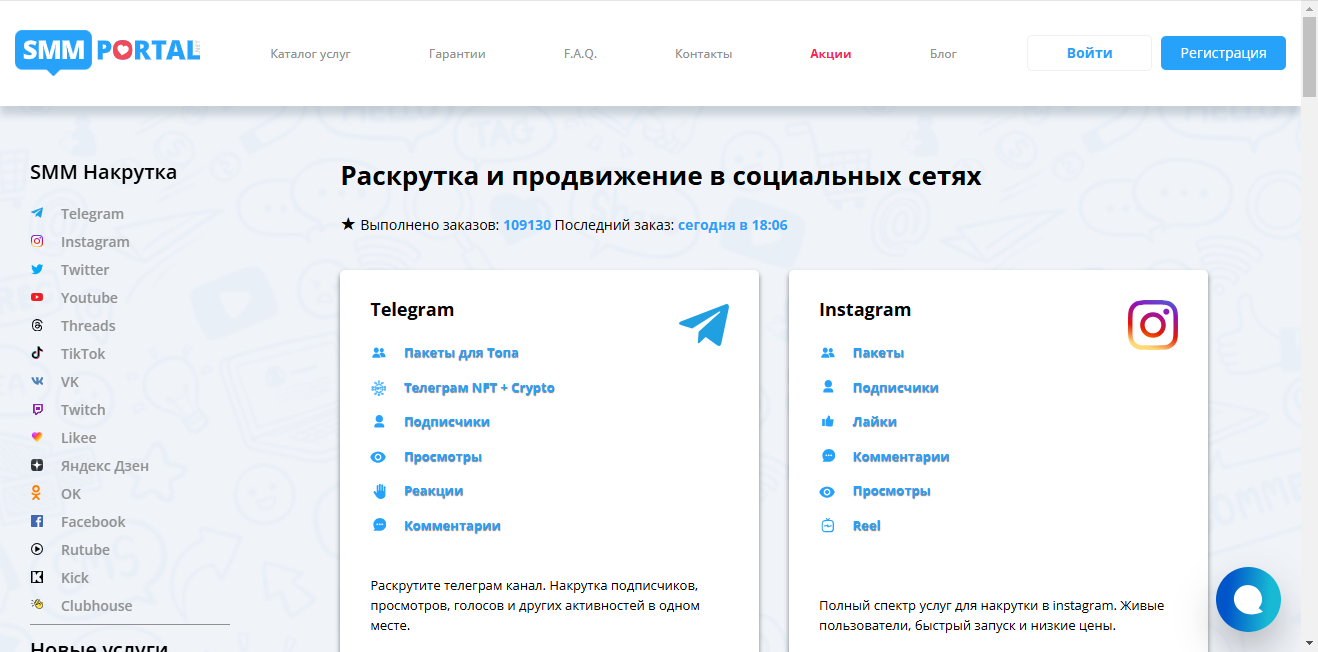 SMM PORTAL
Каталог услуг
Гарантии
F.A.Q.
Контакты
Акции
Блог
Войти
Регистрация
SMM Накрутка
Telegram
Instagram
Twitter
Youtube
Threads
TikTok
VK
Twitch
Likee
Яндекс Дзен
OK
Facebook
Rutube
Kick
Clubhouse
Новые услуги
Раскрутка и продвижение в социальных сетях
★ Выполнено заказов: 109130 Последний заказ: сегодня в 18:06
Telegram
Пакеты для Топа
Телеграм NFT + Crypto
Подписчики
Просмотры
Реакции
Комментарии
Раскрутите телеграм канал. Накрутка подписчиков,
просмотров, голосов и других активностей в одном
месте.
Instagram
Пакеты
Подписчики
Лайки
Комментарии
Просмотры
Reel
Полный спектр услуг для накрутки в instagram. Живые
пользователи, быстрый запуск и низкие цены.